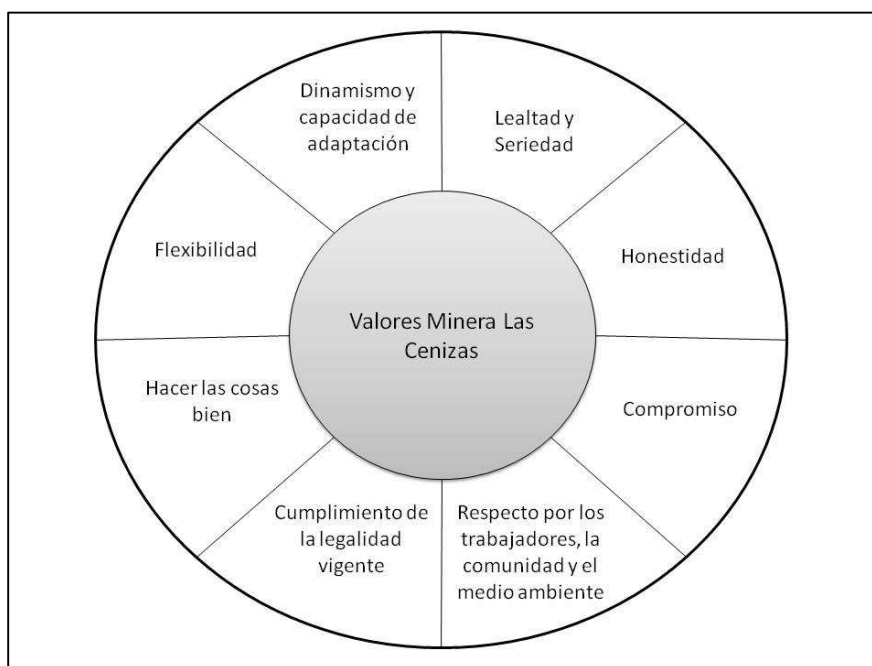 Dinamismo y
capacidad de
adaptación
Lealtad y
Seriedad
Flexibilidad
Honestidad
Valores Minera Las
Cenizas
Hacer las cosas
bien
Compromiso
Cumplimiento de
la legalidad
vigente
Respecto por los
trabajadores, la
comunidad y el
medio ambiente